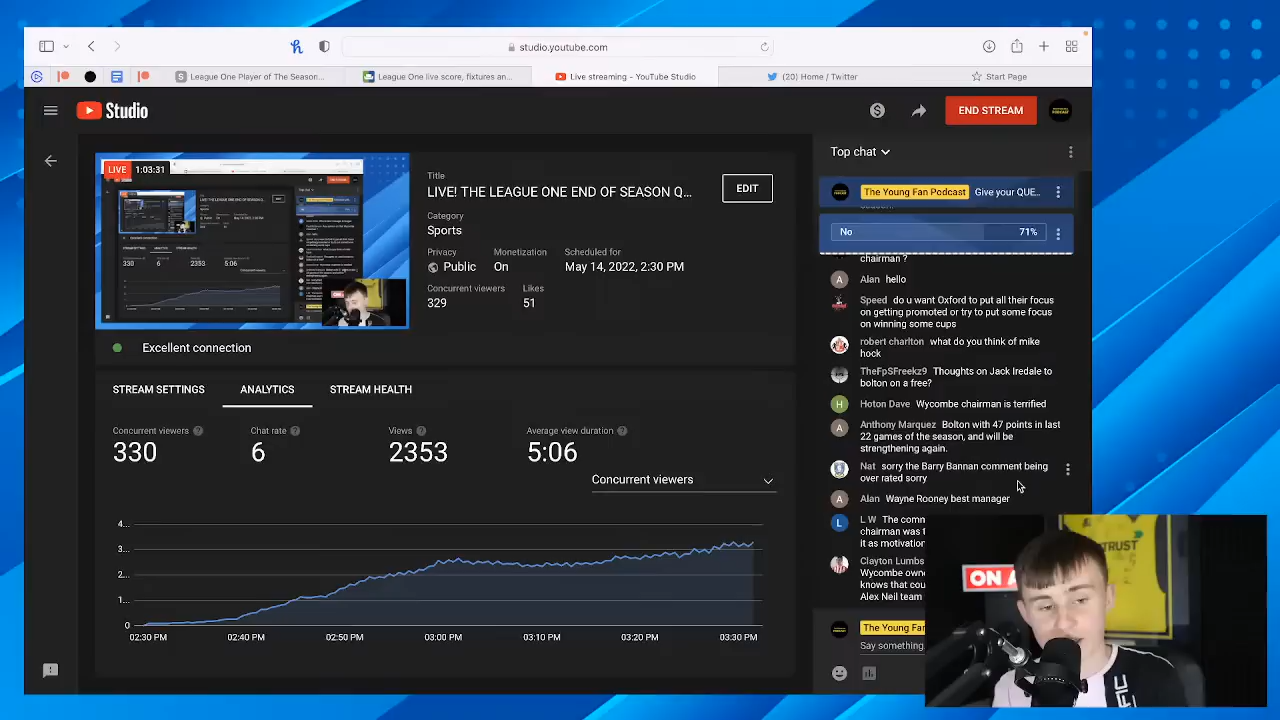 studio.youtube.com
League One Player of The Season...
League One live score, fixtures an...
Live streaming - YouTube Studio
(20) Home / Twitter
Start Page
Studio
END STREAM
LIVE 1:03:31
Title
LIVE! THE LEAGUE ONE END OF SEASON Q...
EDIT
Category
Sports
Privacy
Monetization
Scheduled for
Public
On
May 14, 2022, 2:30 PM
Concurrent viewers
Likes
329
51
Excellent connection
STREAM SETTINGS
ANALYTICS
STREAM HEALTH
Concurrent viewers
Chat rate
Views
Average view duration
330
6
2353
5:06
Concurrent viewers
4...
3...
2...
1...
0
02:30 PM
02:40 PM
02:50 PM
03:00 PM
03:10 PM
03:20 PM
03:30 PM
Top chat
The Young Fan Podcast Give your QUE...
No 71%
chairman ?
Alan hello
Speed do u want Oxford to put all their focus
on getting promoted or try to put some focus
on winning some cups
robert charlton what do you think of mike
hock
TheFpSFreekz9 Thoughts on Jack Iredale to
bolton on a free?
Hoton Dave Wycombe chairman is terrified
Anthony Marquez Bolton with 47 points in last
22 games of the season, and will be
strengthening again.
Nat sorry the Barry Bannan comment being
over rated sorry
Alan Wayne Rooney best manager
L W The comm
chairman was t
it as motivation
Clayton Lumbs
Wycombe owne
knows that cou
Alex Neil team
The Young Fan
Say something
TRUST
ON A